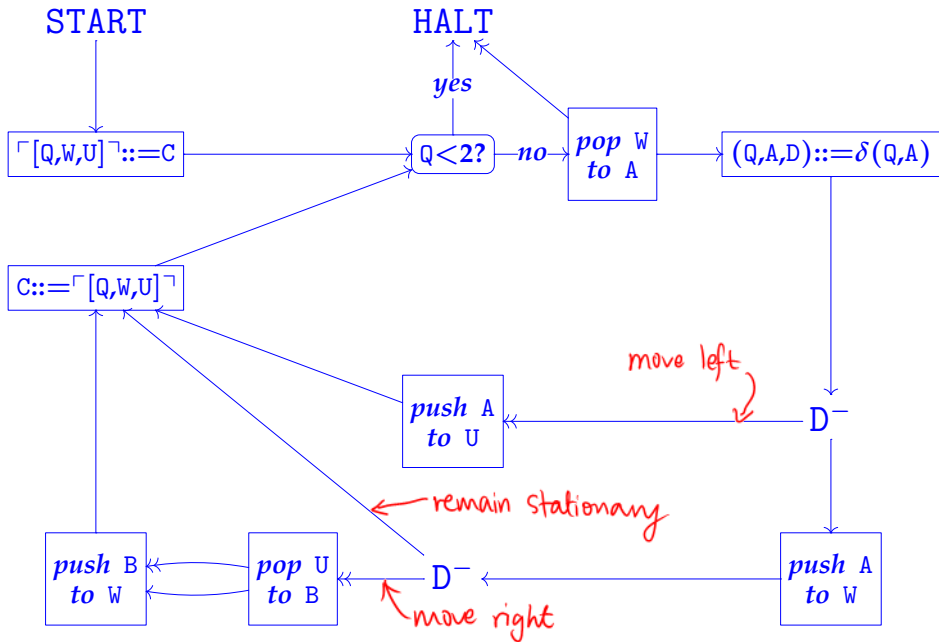 START
HALT
yes
⌜[Q,W,U]⌝::=C
Q<2?
no
pop W
to A
(Q,A,D)::=δ(Q,A)
C::=⌜[Q,W,U]⌝
move left
push A
to U
D⁻
remain stationary
push B
to W
pop U
to B
D⁻
push A
to W
move right